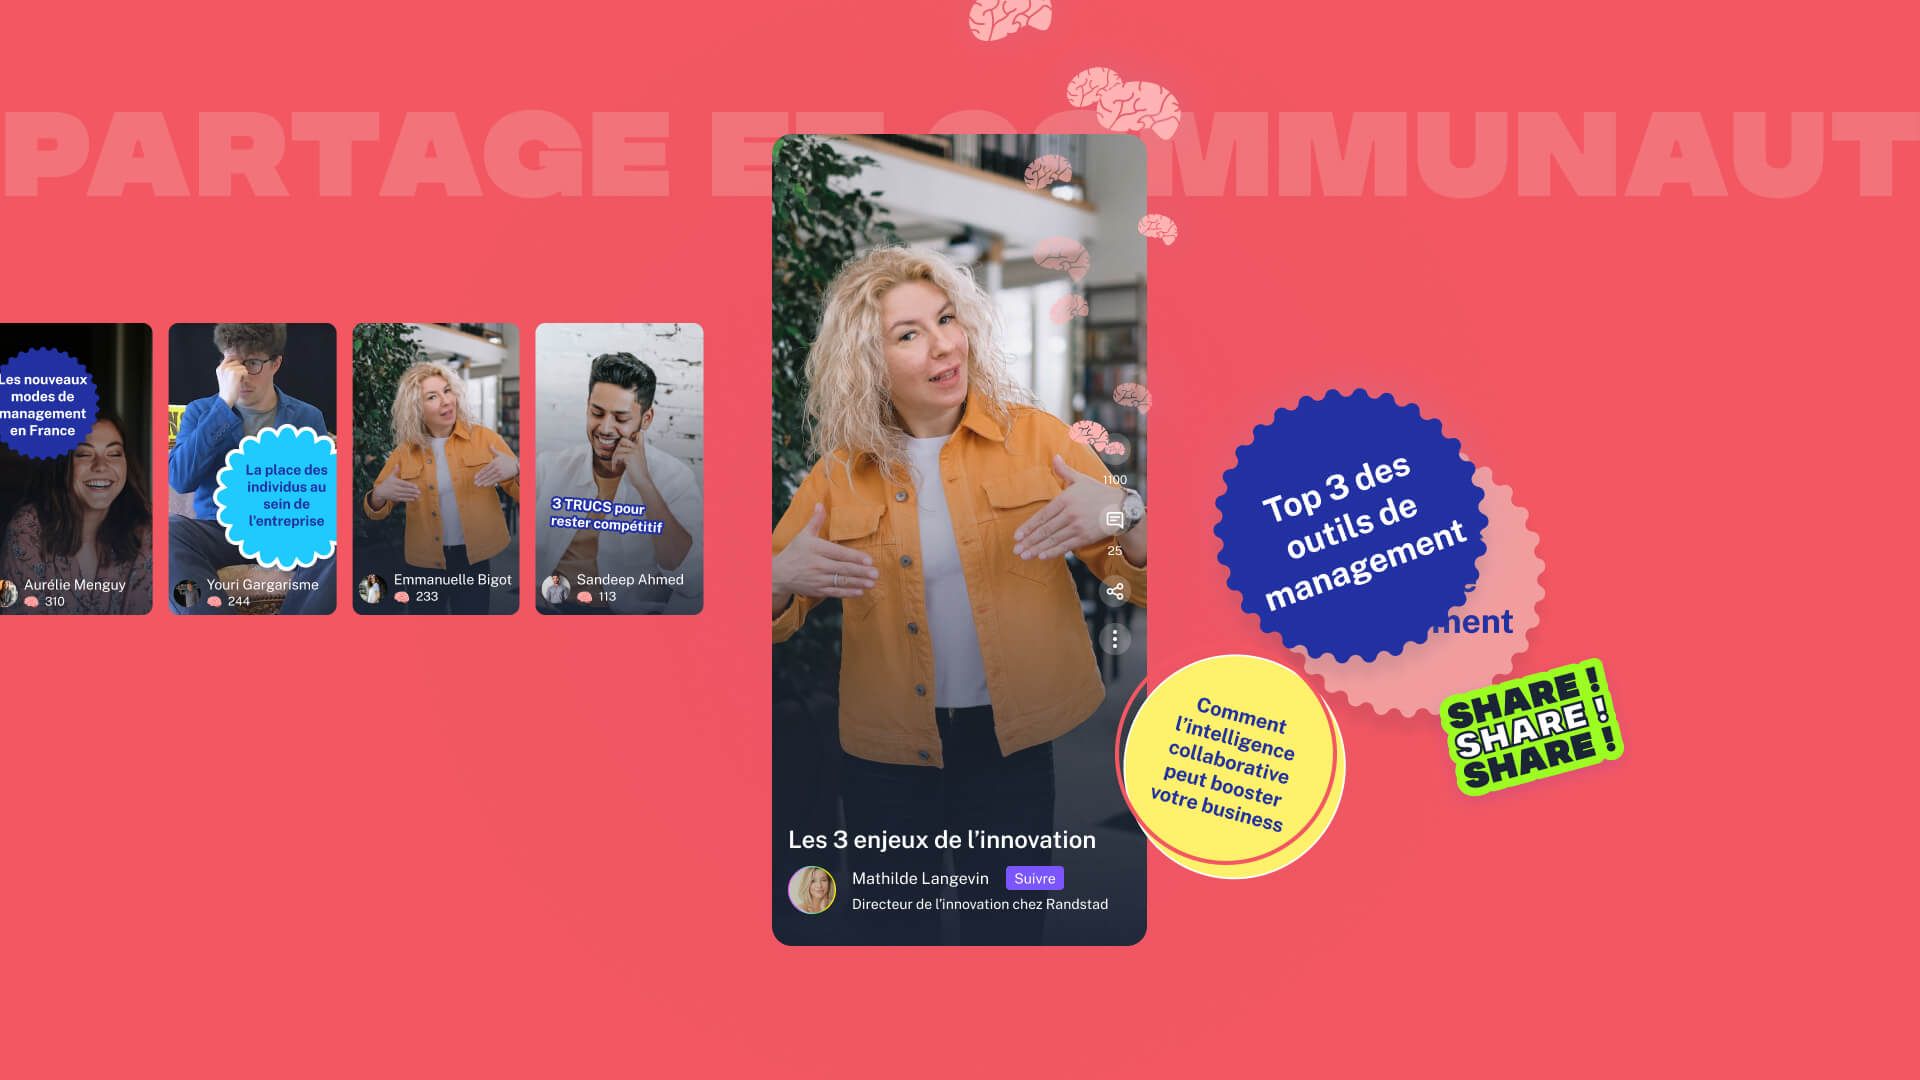 PARTAGE ET COMMUNAUT
Les nouveaux
modes de
management
en France
Aurélie Menguy
310
La place des
individus au
sein de
l'entreprise
Youri Gargarisme
244
Emmanuelle Bigot
233
3 TRUCS pour
rester compétitif
Sandeep Ahmed
113
1100
25
Les 3 enjeux de l'innovation
Mathilde Langevin
Suivre
Directeur de l'innovation chez Randstad
Top 3 des
outils de
management
ment
Comment
l'intelligence
collaborative
peut booster
votre business
SHARE !
SHARE !
SHARE !